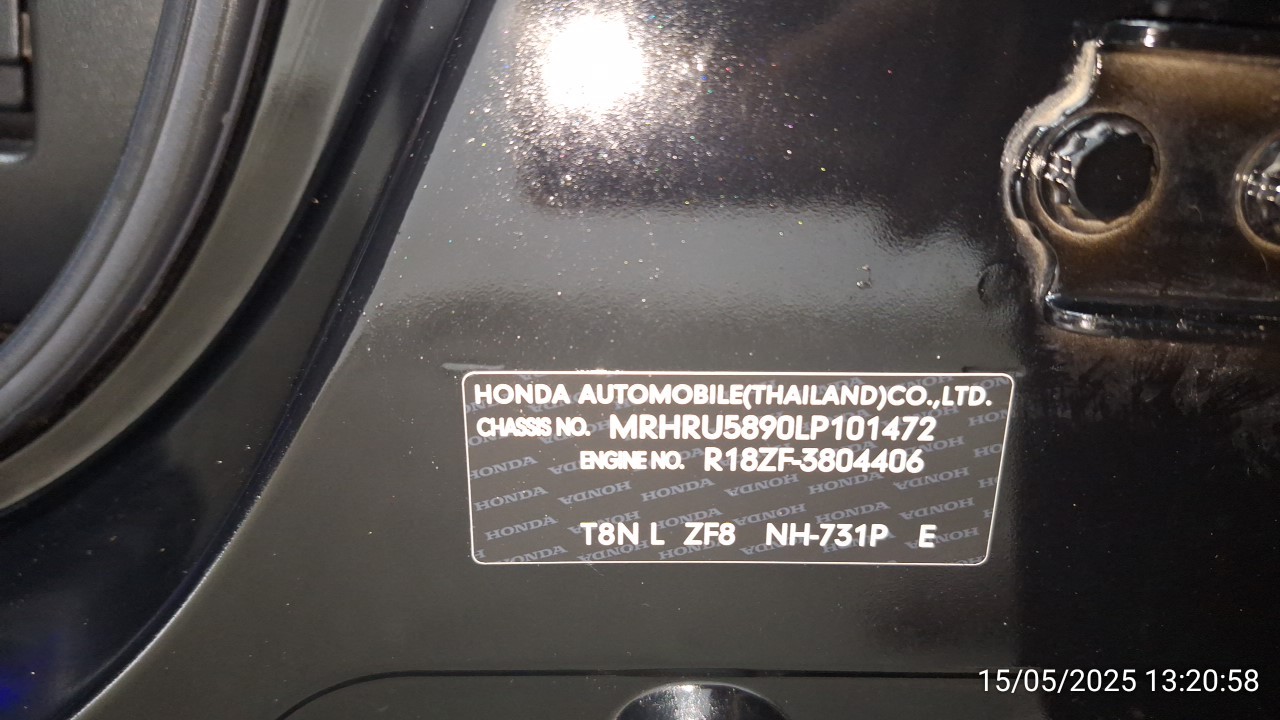 HONDA AUTOMOBILE(THAILAND)CO.,LTD.
CHASSIS NO. MRHRU5890LP101472
ENGINE NO. R18ZF-3804406
T8N L ZF8 NH-731P E
15/05/2025 13:20:58